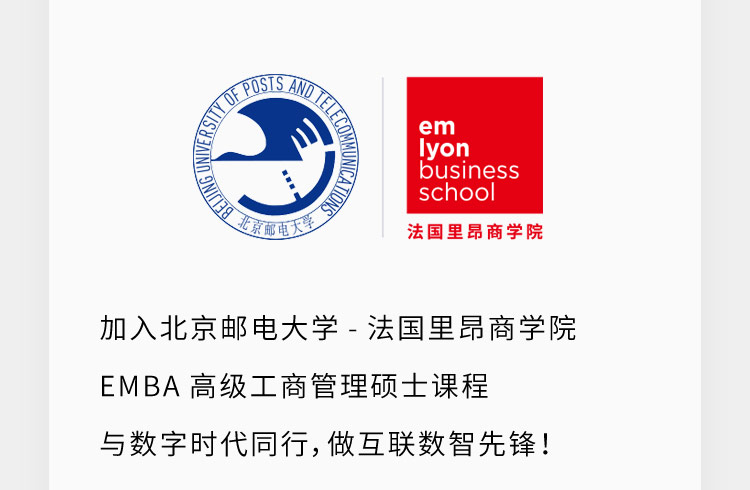 BEIJING UNIVERSITY OF POSTS AND TELECOMMUNICATIONS
北京邮电大学
em
lyon
business
school
法国里昂商学院
加入北京邮电大学 - 法国里昂商学院
EMBA 高级工商管理硕士课程
与数字时代同行，做互联数智先锋！